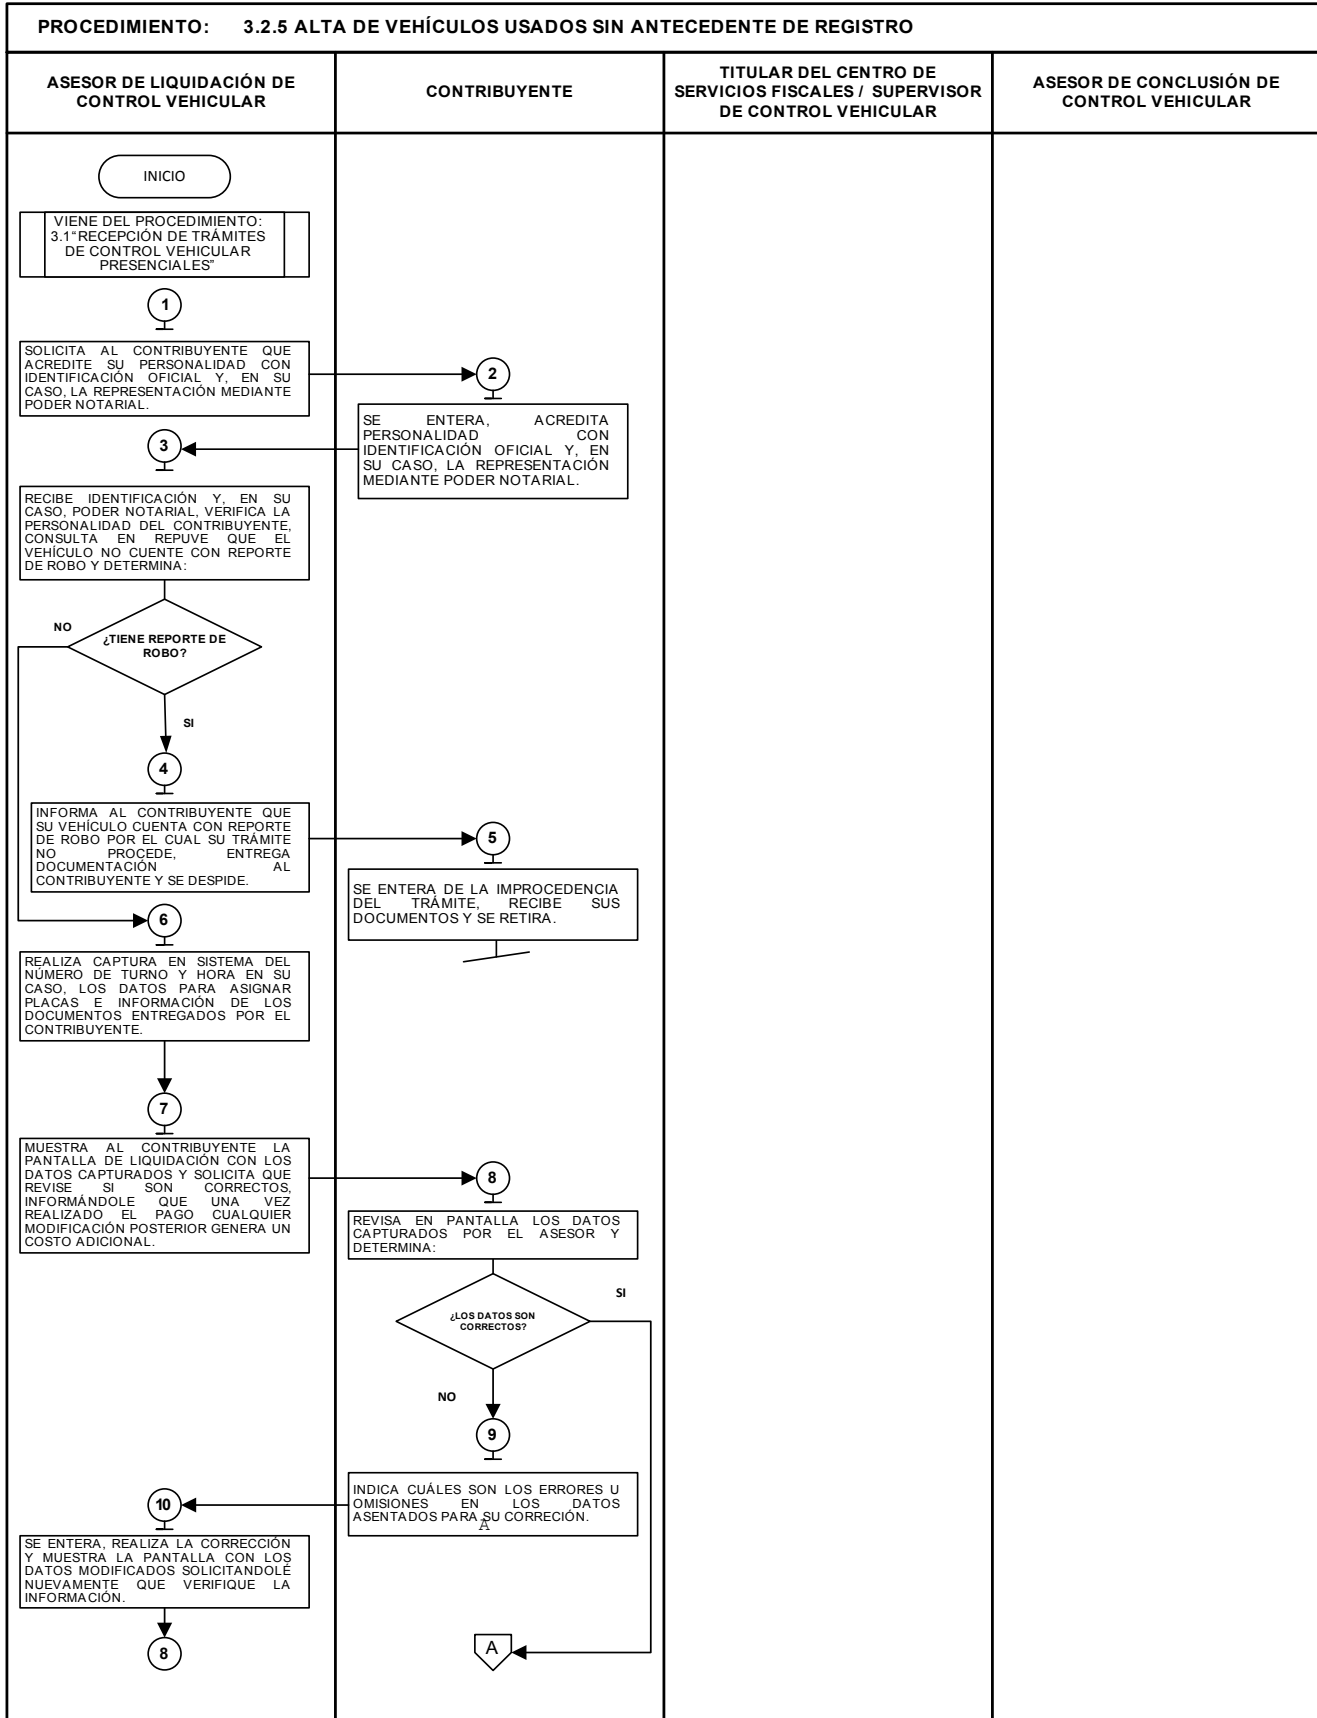 PROCEDIMIENTO: 3.2.5 ALTA DE VEHÍCULOS USADOS SIN ANTECEDENTE DE REGISTRO
ASESOR DE LIQUIDACIÓN DE
CONTROL VEHICULAR
CONTRIBUYENTE
TITULAR DEL CENTRO DE
SERVICIOS FISCALES / SUPERVISOR
DE CONTROL VEHICULAR
ASESOR DE CONCLUSIÓN DE
CONTROL VEHICULAR
INICIO
VIENE DEL PROCEDIMIENTO:
3.1“RECEPCIÓN DE TRÁMITES
DE CONTROL VEHICULAR
PRESENCIALES”
1
SOLICITA AL CONTRIBUYENTE QUE
ACREDITE SU PERSONALIDAD CON
IDENTIFICACIÓN OFICIAL Y, EN SU
CASO, LA REPRESENTACIÓN MEDIANTE
PODER NOTARIAL.
2
SE ENTERA, ACREDITA
PERSONALIDAD CON
IDENTIFICACIÓN OFICIAL Y, EN
SU CASO, LA REPRESENTACIÓN
MEDIANTE PODER NOTARIAL.
3
RECIBE IDENTIFICACIÓN Y, EN SU
CASO, PODER NOTARIAL, VERIFICA LA
PERSONALIDAD DEL CONTRIBUYENTE,
CONSULTA EN REPUVE QUE EL
VEHÍCULO NO CUENTE CON REPORTE
DE ROBO Y DETERMINA:
NO
¿TIENE REPORTE DE
ROBO?
SI
4
INFORMA AL CONTRIBUYENTE QUE
SU VEHÍCULO CUENTA CON REPORTE
DE ROBO POR EL CUAL SU TRÁMITE
NO PROCEDE, ENTREGA
DOCUMENTACIÓN AL
CONTRIBUYENTE Y SE DESPIDE.
5
SE ENTERA DE LA IMPROCEDENCIA
DEL TRÁMITE, RECIBE SUS
DOCUMENTOS Y SE RETIRA.
6
REALIZA CAPTURA EN SISTEMA DEL
NÚMERO DE TURNO Y HORA EN SU
CASO, LOS DATOS PARA ASIGNAR
PLACAS E INFORMACIÓN DE LOS
DOCUMENTOS ENTREGADOS POR EL
CONTRIBUYENTE.
7
MUESTRA AL CONTRIBUYENTE LA
PANTALLA DE LIQUIDACIÓN CON LOS
DATOS CAPTURADOS Y SOLICITA QUE
REVISE SI SON CORRECTOS,
INFORMÁNDOLE QUE UNA VEZ
REALIZADO EL PAGO CUALQUIER
MODIFICACIÓN POSTERIOR GENERA UN
COSTO ADICIONAL.
8
REVISA EN PANTALLA LOS DATOS
CAPTURADOS POR EL ASESOR Y
DETERMINA:
SI
¿LOS DATOS SON
CORRECTOS?
NO
9
INDICA CUÁLES SON LOS ERRORES U
OMISIONES EN LOS DATOS
ASENTADOS PARA SU CORRECIÓN.
A
10
SE ENTERA, REALIZA LA CORRECCIÓN
Y MUESTRA LA PANTALLA CON LOS
DATOS MODIFICADOS SOLICITANDOLÉ
NUEVAMENTE QUE VERIFIQUE LA
INFORMACIÓN.
8
A